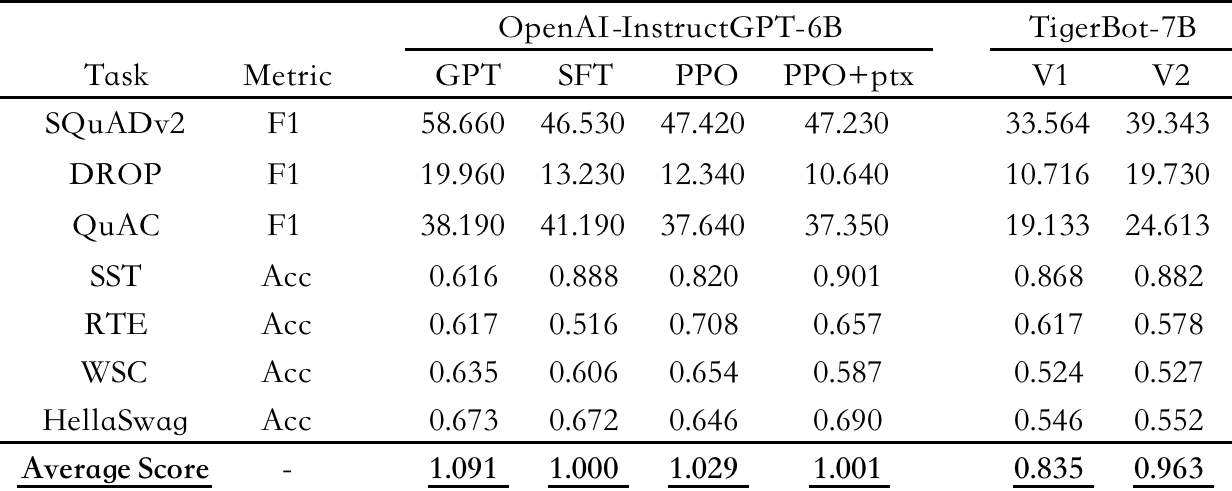 OpenAI-InstructGPT-6B TigerBot-7B
Task Metric GPT SFT PPO PPO+ptx V1 V2
SQuADv2 F1 58.660 46.530 47.420 47.230 33.564 39.343
DROP F1 19.960 13.230 12.340 10.640 10.716 19.730
QuAC F1 38.190 41.190 37.640 37.350 19.133 24.613
SST Acc 0.616 0.888 0.820 0.901 0.868 0.882
RTE Acc 0.617 0.516 0.708 0.657 0.617 0.578
WSC Acc 0.635 0.606 0.654 0.587 0.524 0.527
HellaSwag Acc 0.673 0.672 0.646 0.690 0.546 0.552
Average Score - 1.091 1.000 1.029 1.001 0.835 0.963